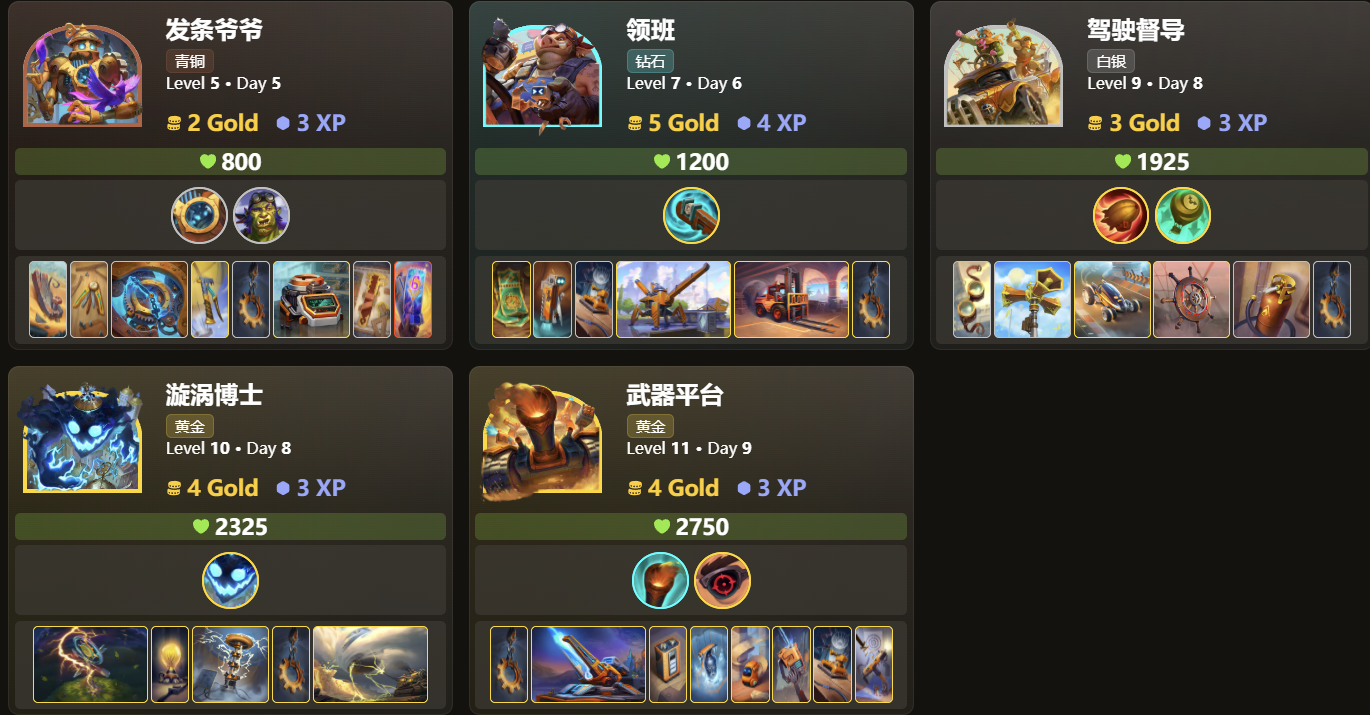 发条爷爷
青铜
Level 5 • Day 5
2 Gold 3 XP
800
领班
钻石
Level 7 • Day 6
5 Gold 4 XP
1200
驾驶督导
白银
Level 9 • Day 8
3 Gold 3 XP
1925
漩涡博士
黄金
Level 10 • Day 8
4 Gold 3 XP
2325
武器平台
黄金
Level 11 • Day 9
4 Gold 3 XP
2750